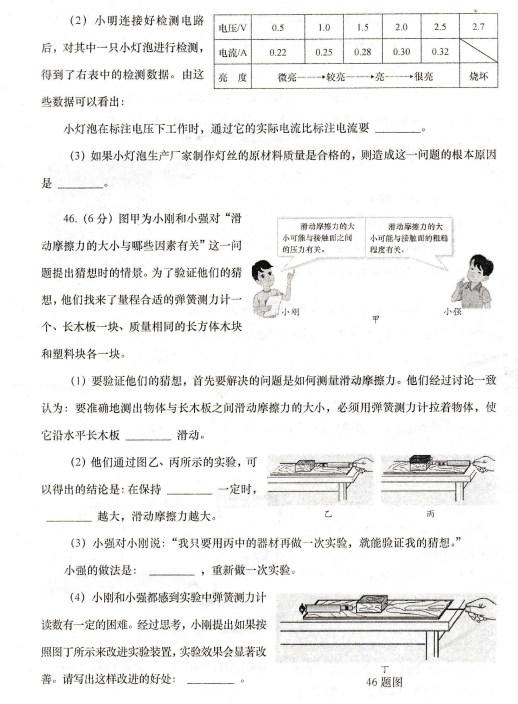 (2) 小明连接好检测电路
后，对其中一只小灯泡进行检测，
得到了右表中的检测数据。由这
些数据可以看出：
电压/V 0.5 1.0 1.5 2.0 2.5 2.7
电流/A 0.22 0.25 0.28 0.30 0.32
亮 度 微亮——→较亮——→亮——→很亮 烧坏
小灯泡在标注电压下工作时，通过它的实际电流比标注电流要 ________。
(3) 如果小灯泡生产厂家制作灯丝的原材料质量是合格的，则造成这一问题的根本原因
是 ________。
46. (6 分) 图甲为小刚和小强对“滑
动摩擦力的大小与哪些因素有关”这一问
题提出猜想时的情景。为了验证他们的猜
想，他们找来了量程合适的弹簧测力计一
个、长木板一块、质量相同的长方体木块
和塑料块各一块。
滑动摩擦力的大
小可能与接触面之间
的压力有关。
滑动摩擦力的大
小可能与接触面的粗糙
程度有关。
小刚
甲
小强
(1) 要验证他们的猜想，首先要解决的问题是如何测量滑动摩擦力。他们经过讨论一致
认为：要准确地测出物体与长木板之间滑动摩擦力的大小，必须用弹簧测力计拉着物体，使
它沿水平长木板 ________ 滑动。
(2) 他们通过图乙、丙所示的实验，可
以得出的结论是：在保持 ________ 一定时，
________ 越大，滑动摩擦力越大。
乙
丙
(3) 小强对小刚说：“我只要用丙中的器材再做一次实验，就能验证我的猜想。”
小强的做法是： ________ ，重新做一次实验。
(4) 小刚和小强都感到实验中弹簧测力计
读数有一定的困难。经过思考，小刚提出如果按
照图丁所示来改进实验装置，实验效果会显著改
善。请写出这样改进的好处： ________ 。
丁
46 题图